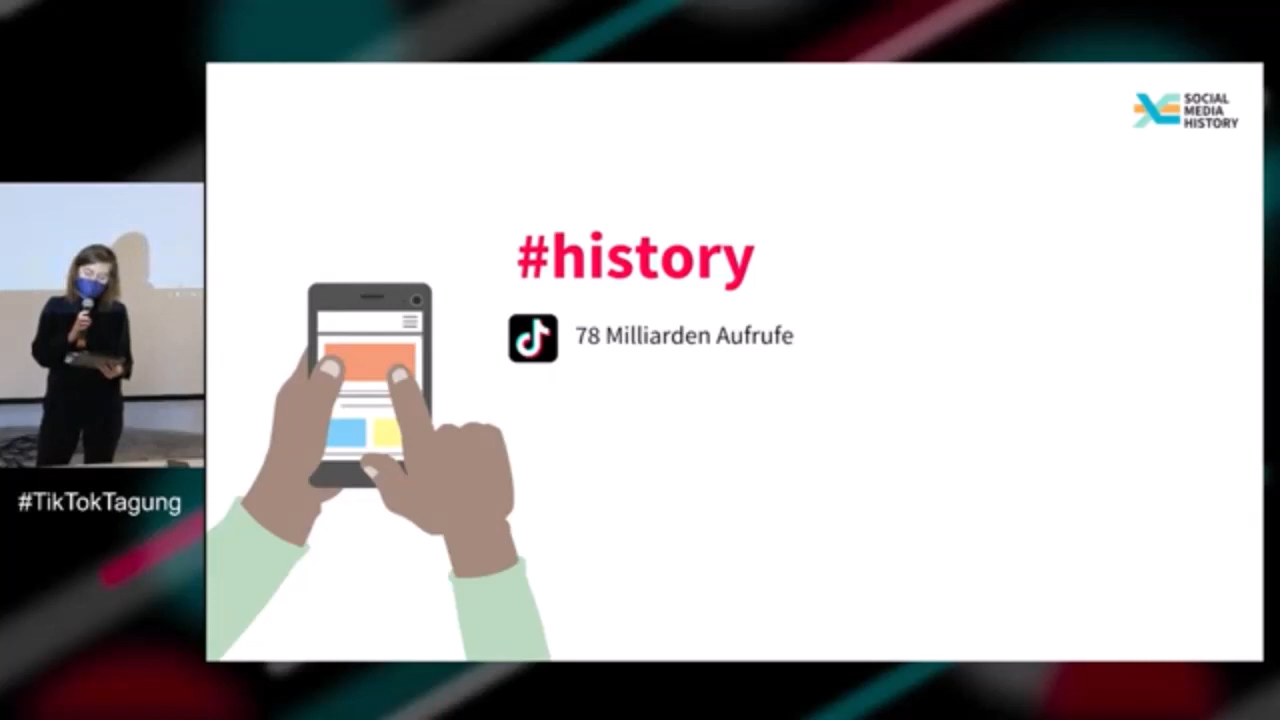 SOCIAL
MEDIA
HISTORY
#history
78 Milliarden Aufrufe
#TikTokTagung